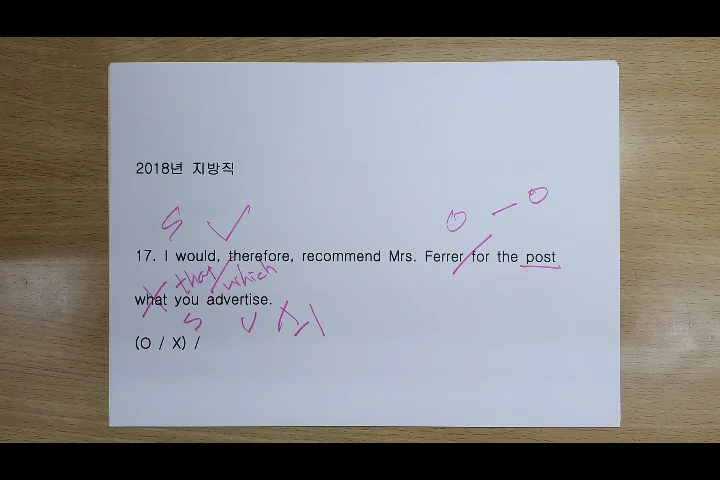 2018년 지방직
S V O - O
17. I would, therefore, recommend Mrs. Ferrer for the post
that / which
what you advertise.
S V
(O / X) /